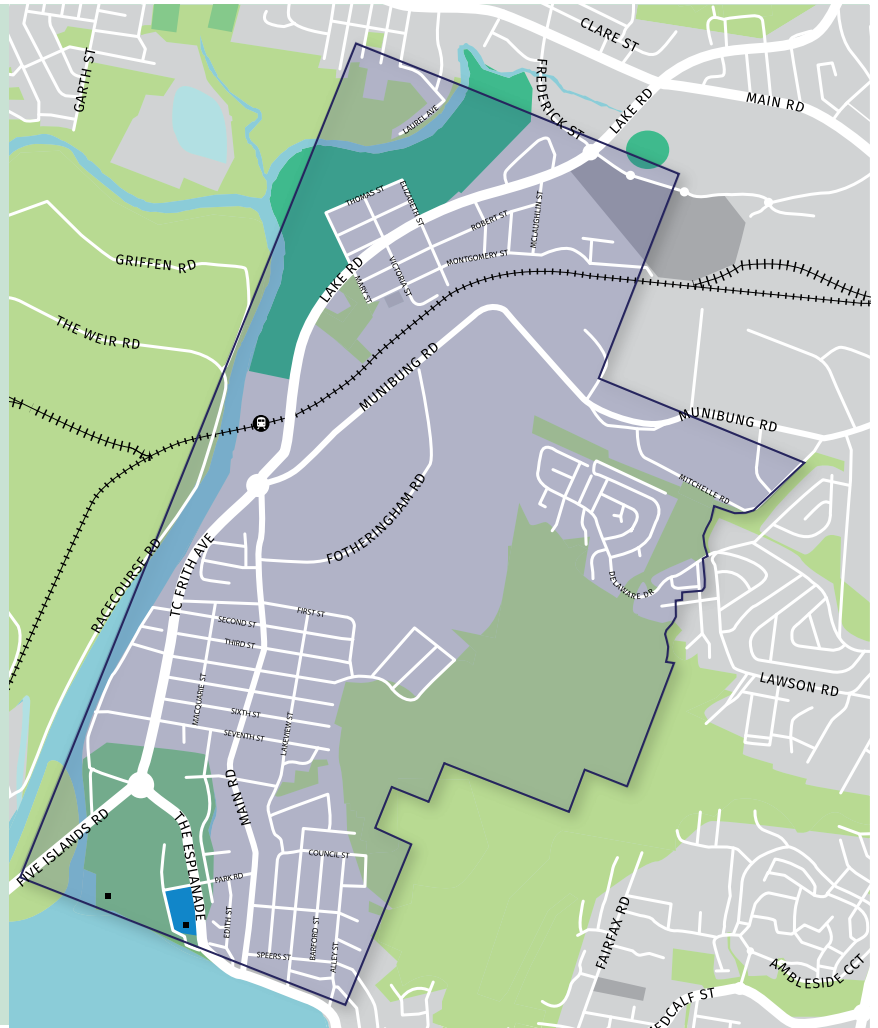 CLARE ST
GARTH ST
FREDERICK ST
LAKE RD
MAIN RD
LAUREL AVE
THOMAS ST
ELIZABETH ST
ROBERT ST
MCLAUGHLIN ST
MONTGOMERY ST
GRIFFEN RD
LAKE RD
VICTORIA ST
MARY ST
THE WEIR RD
MUNIBUNG RD
MUNIBUNG RD
MITCHELLE RD
FOTHERINGHAM RD
RACECOURSE RD
TC FRITH AVE
DELAWARE DR
FIRST ST
SECOND ST
THIRD ST
LAWSON RD
MACQUARIE ST
SIXTH ST
SEVENTH ST
LAKEVIEW ST
MAIN RD
FIVE ISLANDS RD
THE ESPLANADE
COUNCIL ST
PARK RD
EDITH ST
BARFORD ST
ALLEY ST
SPEERS ST
FAIRFAX RD
AMBLESIDE CCT
EDCALF ST